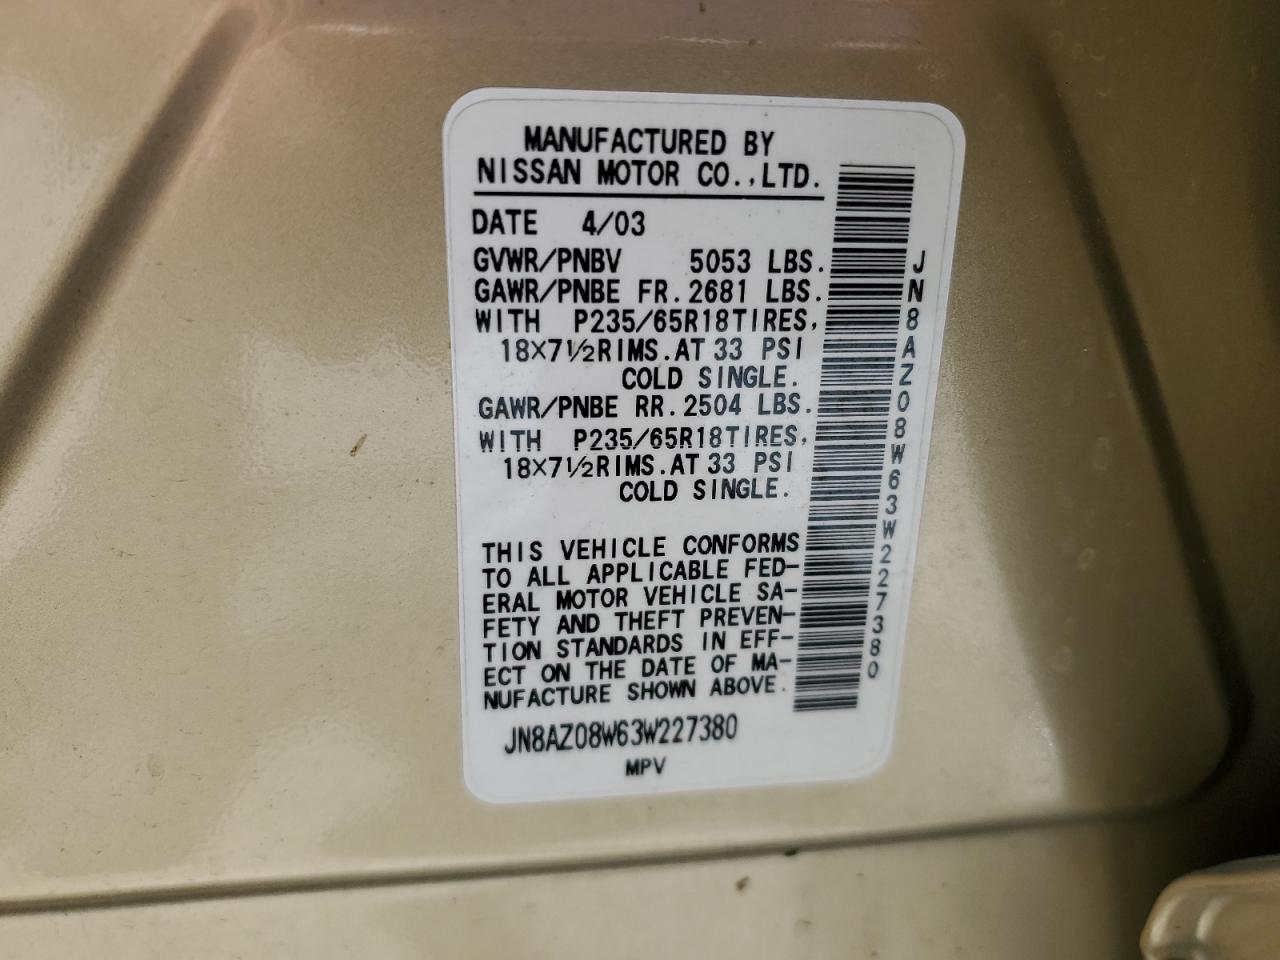 MANUFACTURED BY
NISSAN MOTOR CO.,LTD.
DATE 4/03
GVWR/PNBV 5053 LBS.
GAWR/PNBE FR.2681 LBS.
WITH P235/65R18TIRES,
18×7½RIMS.AT 33 PSI
COLD SINGLE.
GAWR/PNBE RR.2504 LBS.
WITH P235/65R18TIRES,
18×7½RIMS.AT 33 PSI
COLD SINGLE.
THIS VEHICLE CONFORMS
TO ALL APPLICABLE FED-
ERAL MOTOR VEHICLE SA-
FETY AND THEFT PREVEN-
TION STANDARDS IN EFF-
ECT ON THE DATE OF MA-
NUFACTURE SHOWN ABOVE.
JN8AZ08W63W227380
MPV
JN8AZ08W63W227380